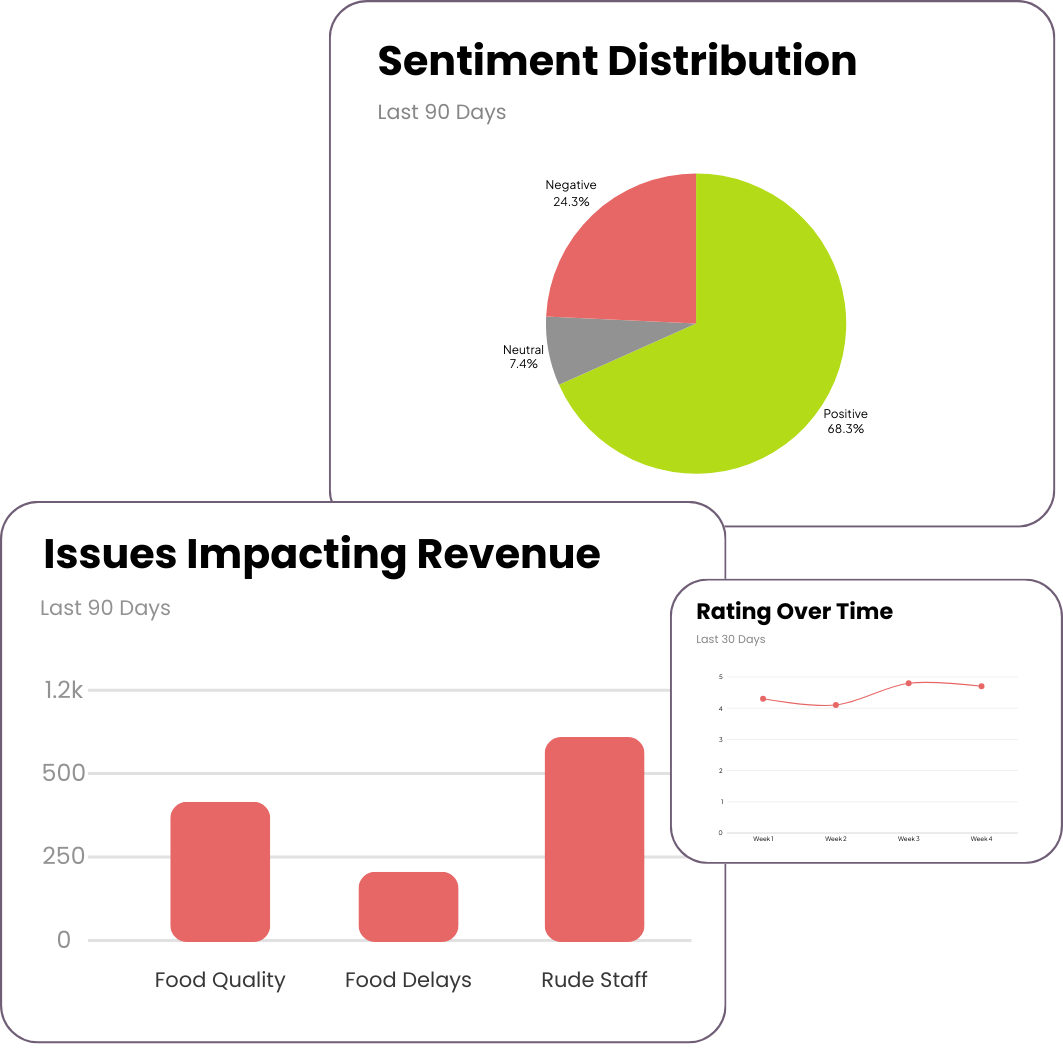 Sentiment Distribution
Last 90 Days
Negative
24.3%
Neutral
7.4%
Positive
68.3%
Issues Impacting Revenue
Last 90 Days
1.2k
500
250
0
Food Quality Food Delays Rude Staff
Rating Over Time
Last 30 Days
5
4
3
2
1
0
Week 1 Week 2 Week 3 Week 4